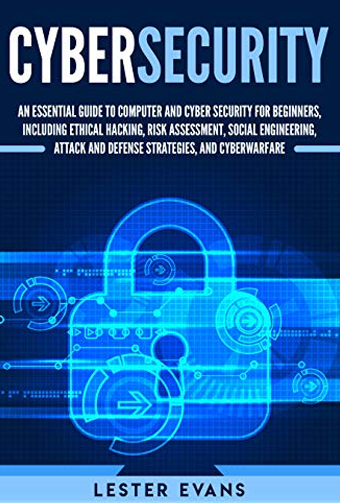 CYBERSECURITY
AN ESSENTIAL GUIDE TO COMPUTER AND CYBER SECURITY FOR BEGINNERS,
INCLUDING ETHICAL HACKING, RISK ASSESSMENT, SOCIAL ENGINEERING,
ATTACK AND DEFENSE STRATEGIES, AND CYBERWARFARE
LESTER EVANS